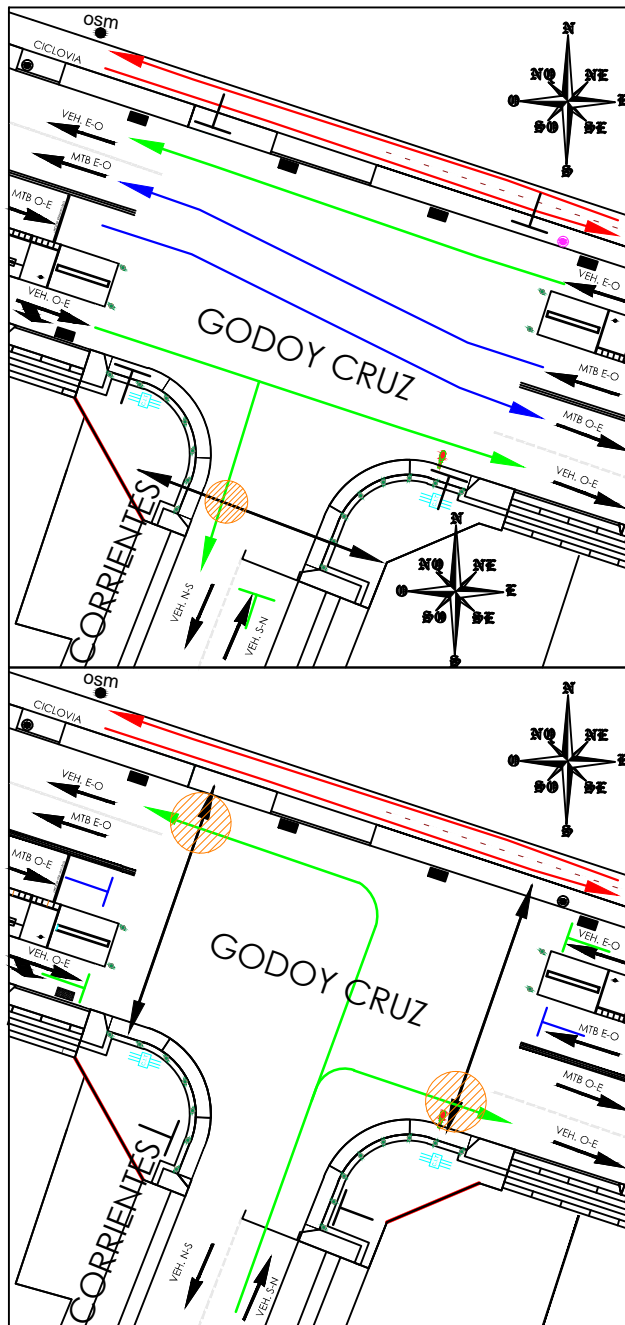 osm
N
CICLOVIA
NO NE
VEH. E-O
O E
MTB E-O
SO SE
S
MTB O-E
VEH. E-O
VEH. O-E
GODOY CRUZ
MTB E-O
MTB O-E
VEH. O-E
CORRIENTES
N
NO NE
O E
SO SE
S
VEH. N-S
VEH. S-N
osm
N
CICLOVIA
NO NE
VEH. E-O
O E
MTB E-O
SO SE
S
MTB O-E
VEH. E-O
VEH. O-E
GODOY CRUZ
MTB E-O
MTB O-E
VEH. O-E
CORRIENTES
VEH. N-S
VEH. S-N